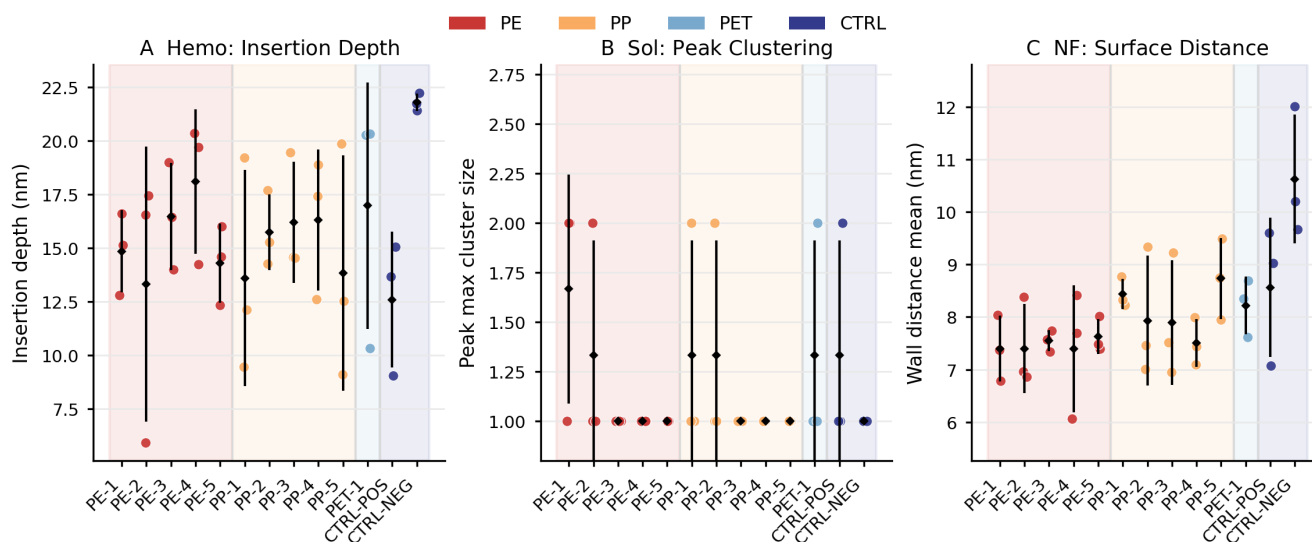 PE PP PET CTRL
A Hemo: Insertion Depth
Insertion depth (nm)
22.5
20.0
17.5
15.0
12.5
10.0
7.5
PE-1
PE-2
PE-3
PE-4
PE-5
PP-1
PP-2
PP-3
PP-4
PP-5
PET-1
CTRL-POS
CTRL-NEG
B Sol: Peak Clustering
Peak max cluster size
2.75
2.50
2.25
2.00
1.75
1.50
1.25
1.00
PE-1
PE-2
PE-3
PE-4
PE-5
PP-1
PP-2
PP-3
PP-4
PP-5
PET-1
CTRL-POS
CTRL-NEG
C NF: Surface Distance
Wall distance mean (nm)
12
11
10
9
8
7
6
PE-1
PE-2
PE-3
PE-4
PE-5
PP-1
PP-2
PP-3
PP-4
PP-5
PET-1
CTRL-POS
CTRL-NEG